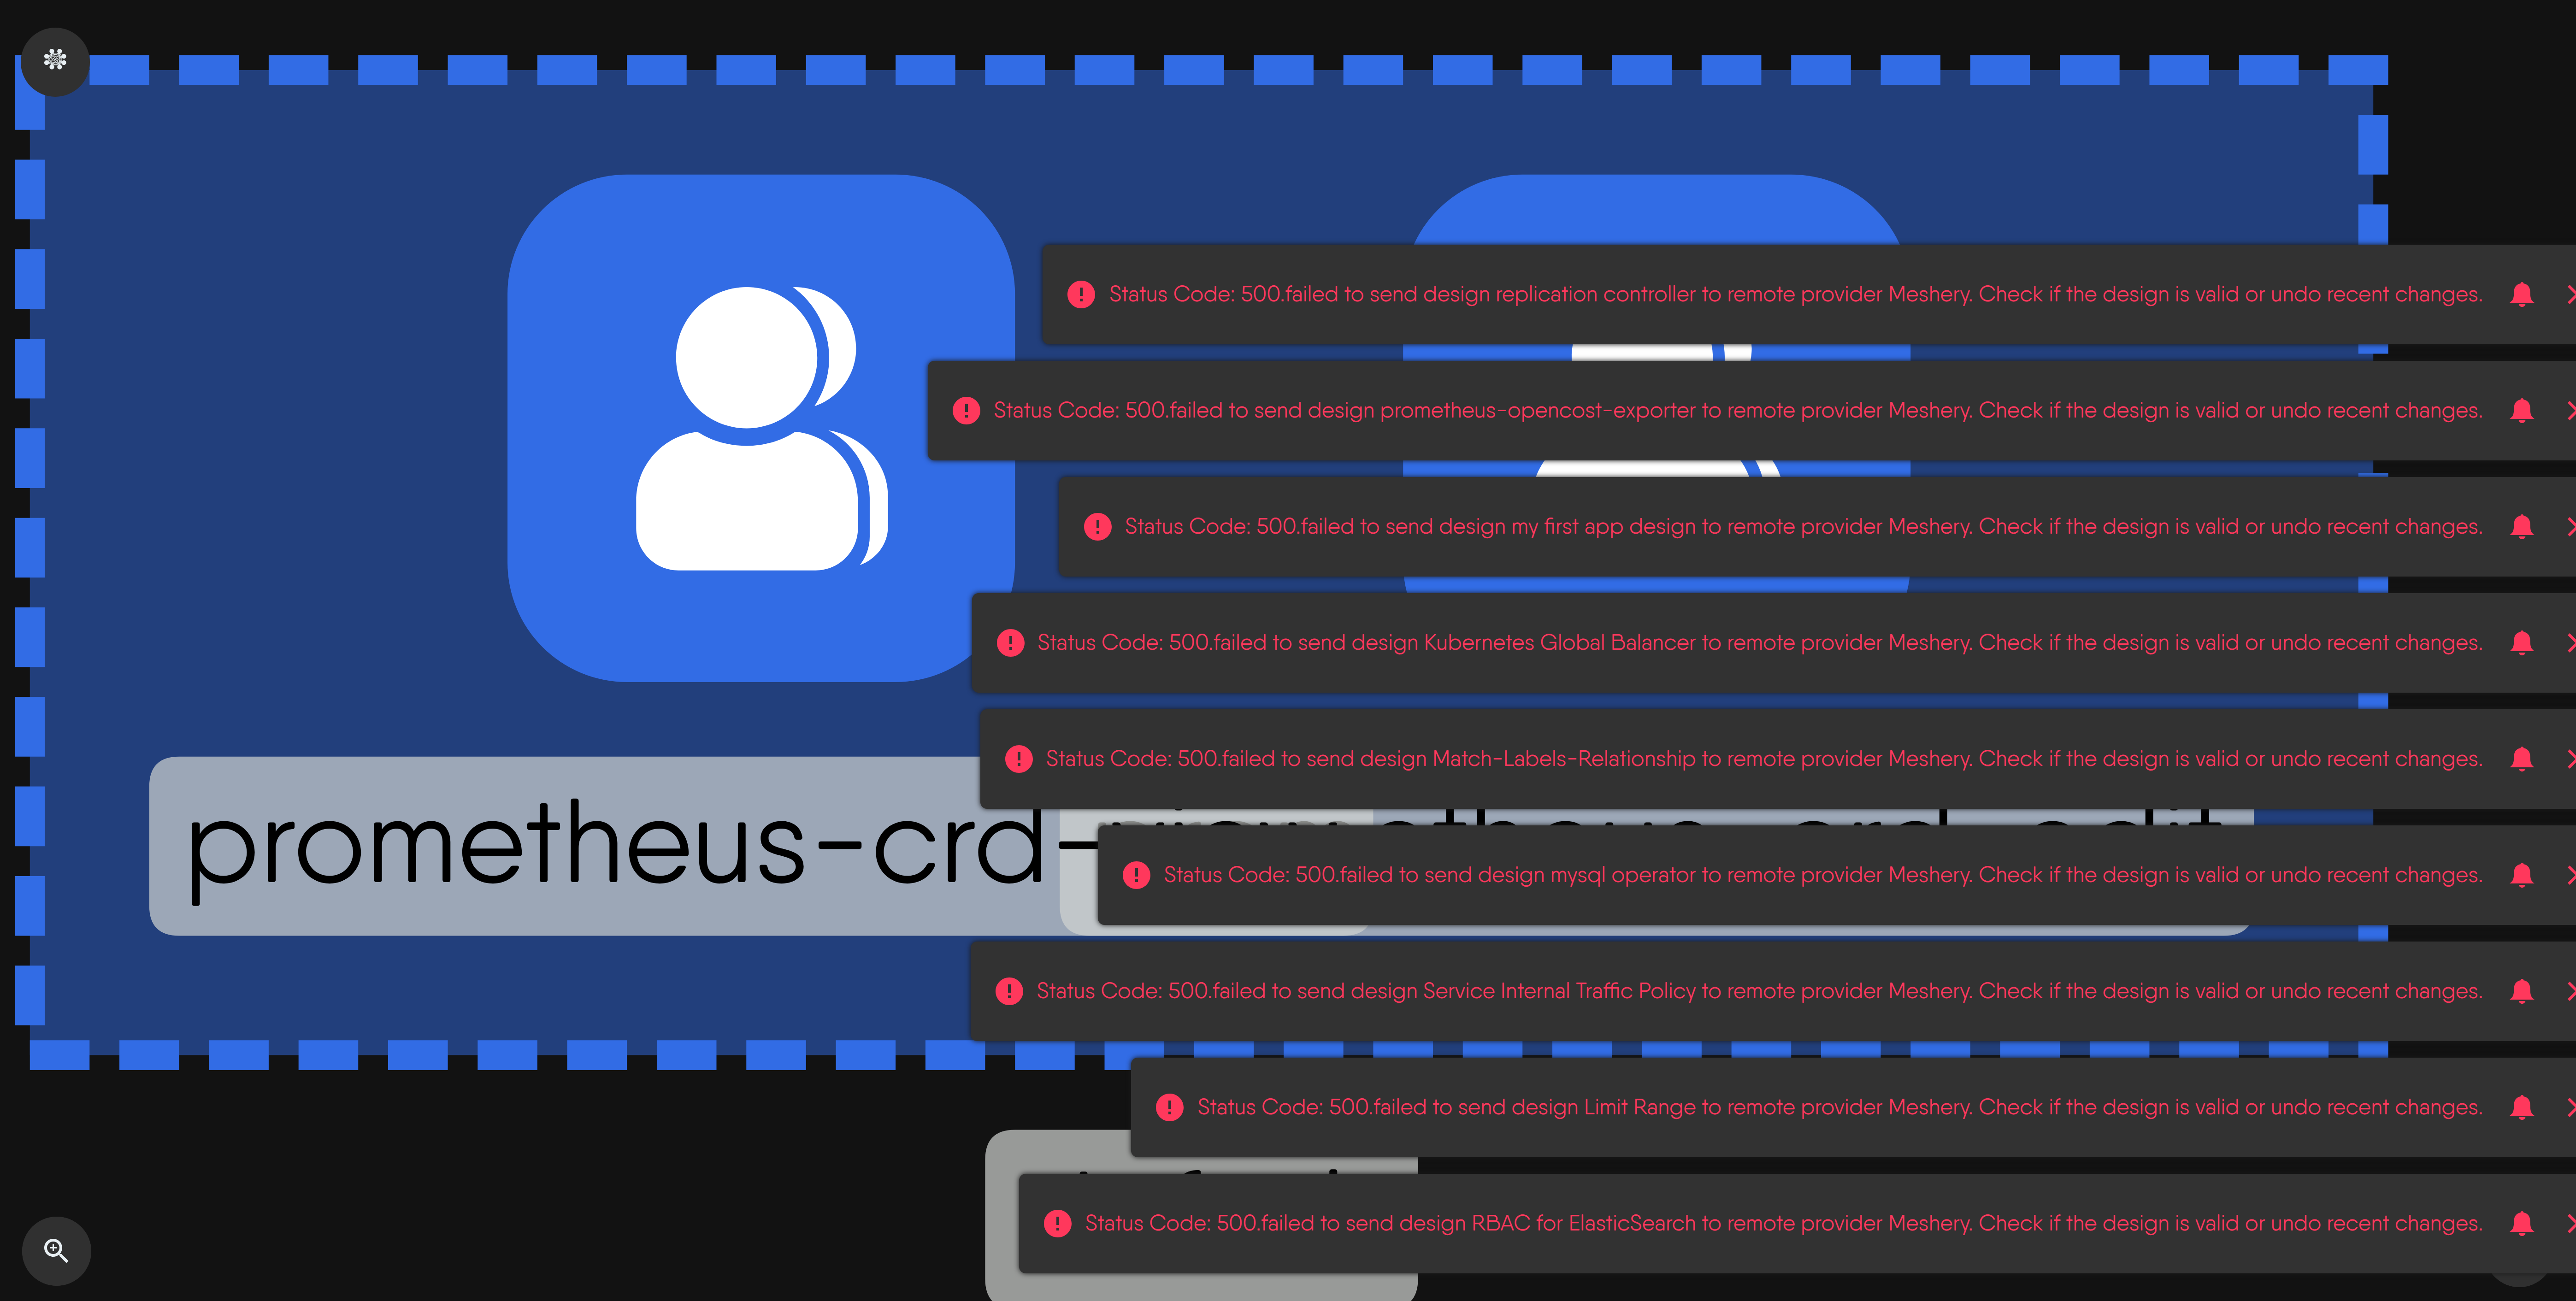 Status Code: 500.failed to send design replication controller to remote provider Meshery. Check if the design is valid or undo recent changes.
Status Code: 500.failed to send design prometheus-opencost-exporter to remote provider Meshery. Check if the design is valid or undo recent changes.
Status Code: 500.failed to send design my first app design to remote provider Meshery. Check if the design is valid or undo recent changes.
Status Code: 500.failed to send design Kubernetes Global Balancer to remote provider Meshery. Check if the design is valid or undo recent changes.
Status Code: 500.failed to send design Match-Labels-Relationship to remote provider Meshery. Check if the design is valid or undo recent changes.
prometheus-crd-
Status Code: 500.failed to send design mysql operator to remote provider Meshery. Check if the design is valid or undo recent changes.
Status Code: 500.failed to send design Service Internal Traffic Policy to remote provider Meshery. Check if the design is valid or undo recent changes.
Status Code: 500.failed to send design Limit Range to remote provider Meshery. Check if the design is valid or undo recent changes.
Status Code: 500.failed to send design RBAC for ElasticSearch to remote provider Meshery. Check if the design is valid or undo recent changes.